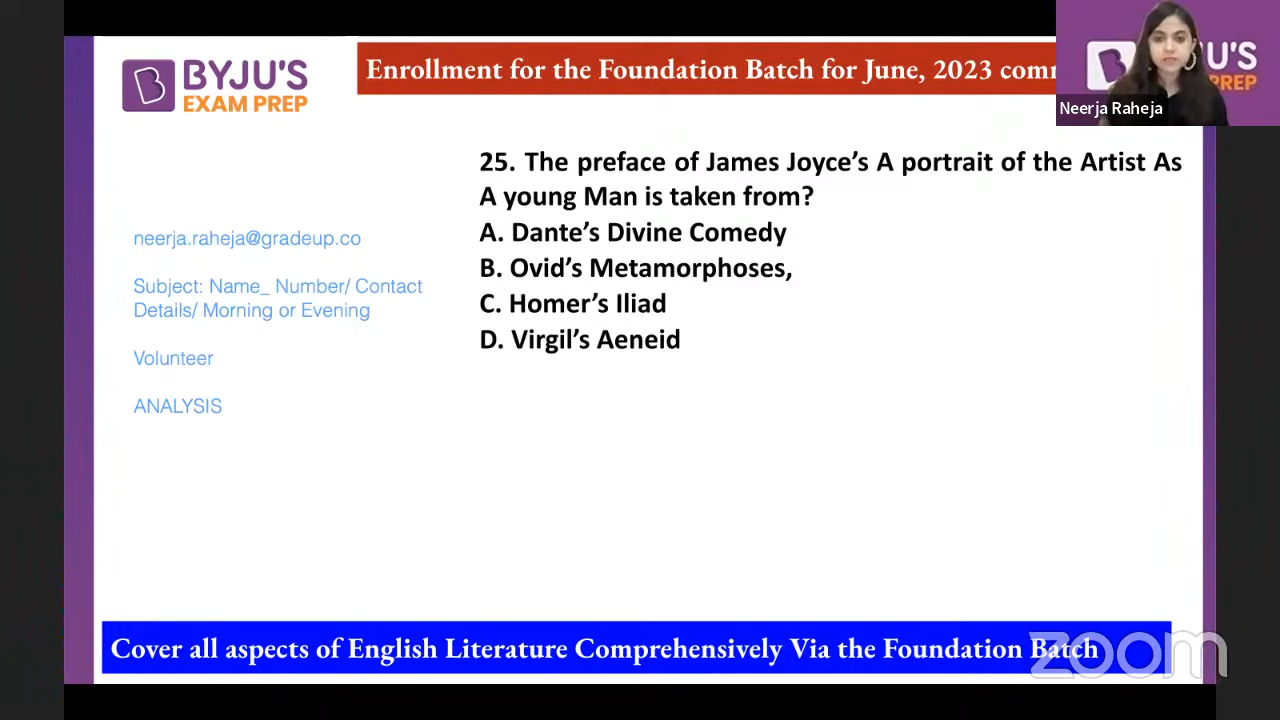 BYJU'S
EXAM PREP
Enrollment for the Foundation Batch for June, 2023
Neerja Raheja
25. The preface of James Joyce’s A portrait of the Artist As
A young Man is taken from?
A. Dante’s Divine Comedy
B. Ovid’s Metamorphoses,
C. Homer’s Iliad
D. Virgil’s Aeneid
neerja.raheja@gradeup.co
Subject: Name_ Number/ Contact
Details/ Morning or Evening
Volunteer
ANALYSIS
Cover all aspects of English Literature Comprehensively Via the Foundation Batch
zoom